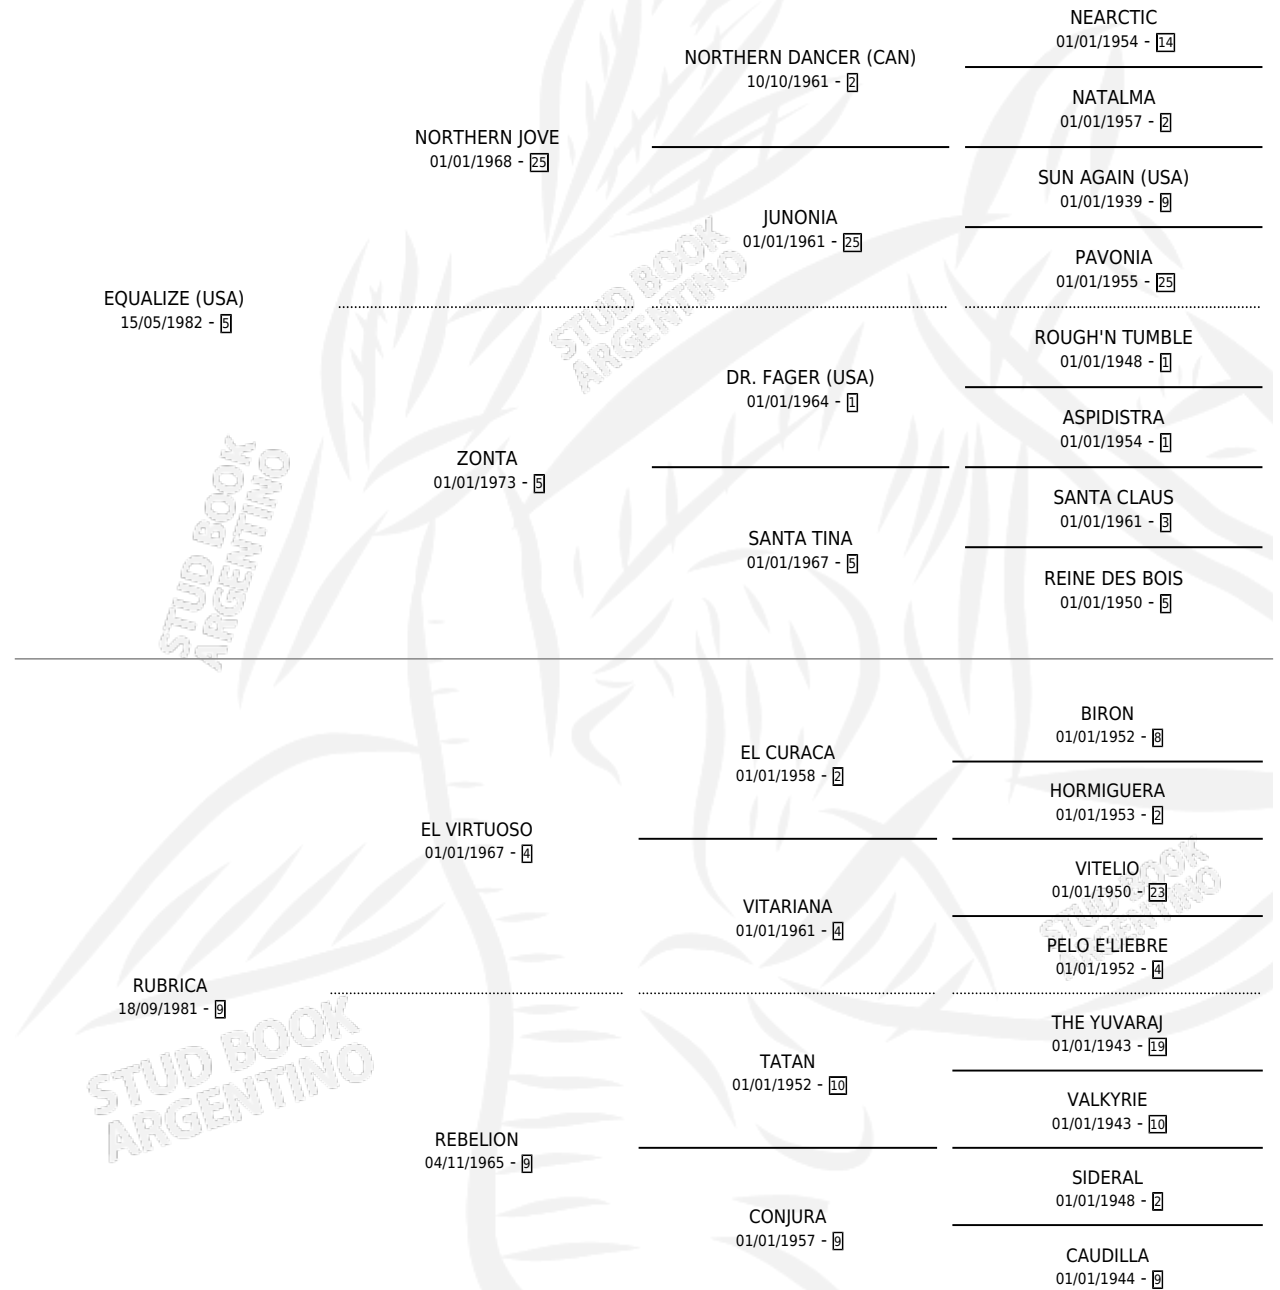 NEARCTIC
01/01/1954 - 14
NORTHERN DANCER (CAN)
10/10/1961 - 2
NATALMA
01/01/1957 - 2
NORTHERN JOVE
01/01/1968 - 25
SUN AGAIN (USA)
01/01/1939 - 9
JUNONIA
01/01/1961 - 25
PAVONIA
01/01/1955 - 25
EQUALIZE (USA)
15/05/1982 - 5
STUD BOOK
ARGENTINO
ROUGH'N TUMBLE
01/01/1948 - 1
DR. FAGER (USA)
01/01/1964 - 1
ASPIDISTRA
01/01/1954 - 1
ZONTA
01/01/1973 - 5
SANTA CLAUS
01/01/1961 - 3
SANTA TINA
01/01/1967 - 5
REINE DES BOIS
01/01/1950 - 5
STUD BOOK
ARGENTINO
BIRON
01/01/1952 - 8
EL CURACA
01/01/1958 - 2
HORMIGUERA
01/01/1953 - 2
EL VIRTUOSO
01/01/1967 - 4
VITELIO
01/01/1950 - 23
VITARIANA
01/01/1961 - 4
STUD BOOK
ARGENTINO
PELO E'LIEBRE
01/01/1952 - 4
RUBRICA
18/09/1981 - 9
THE YUVARAJ
01/01/1943 - 19
TATAN
01/01/1952 - 10
STUD BOOK
ARGENTINO
VALKYRIE
01/01/1943 - 10
REBELION
04/11/1965 - 9
SIDERAL
01/01/1948 - 2
CONJURA
01/01/1957 - 9
CAUDILLA
01/01/1944 - 9